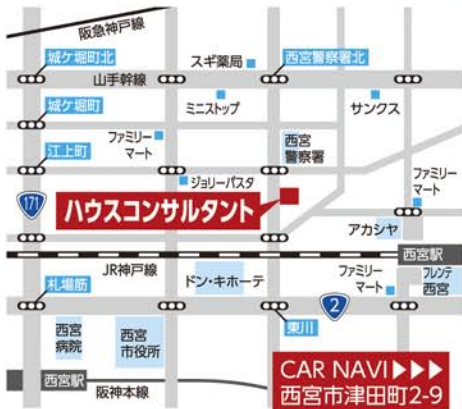 阪急神戸線
城ケ堀町北
スギ薬局
西宮警察署北
山手幹線
城ケ堀町
ミニストップ
サンクス
ファミリー
マート
西宮
警察署
江上町
ジョリーパスタ
ファミリー
マート
171
ハウスコンサルタント
アカシヤ
西宮駅
JR神戸線
ドン・キホーテ
ファミリー
マート
フレンテ
西宮
札場筋
2
東川
西宮
病院
西宮
市役所
西宮駅
阪神本線
CAR NAVI▶▶▶
西宮市津田町2-9